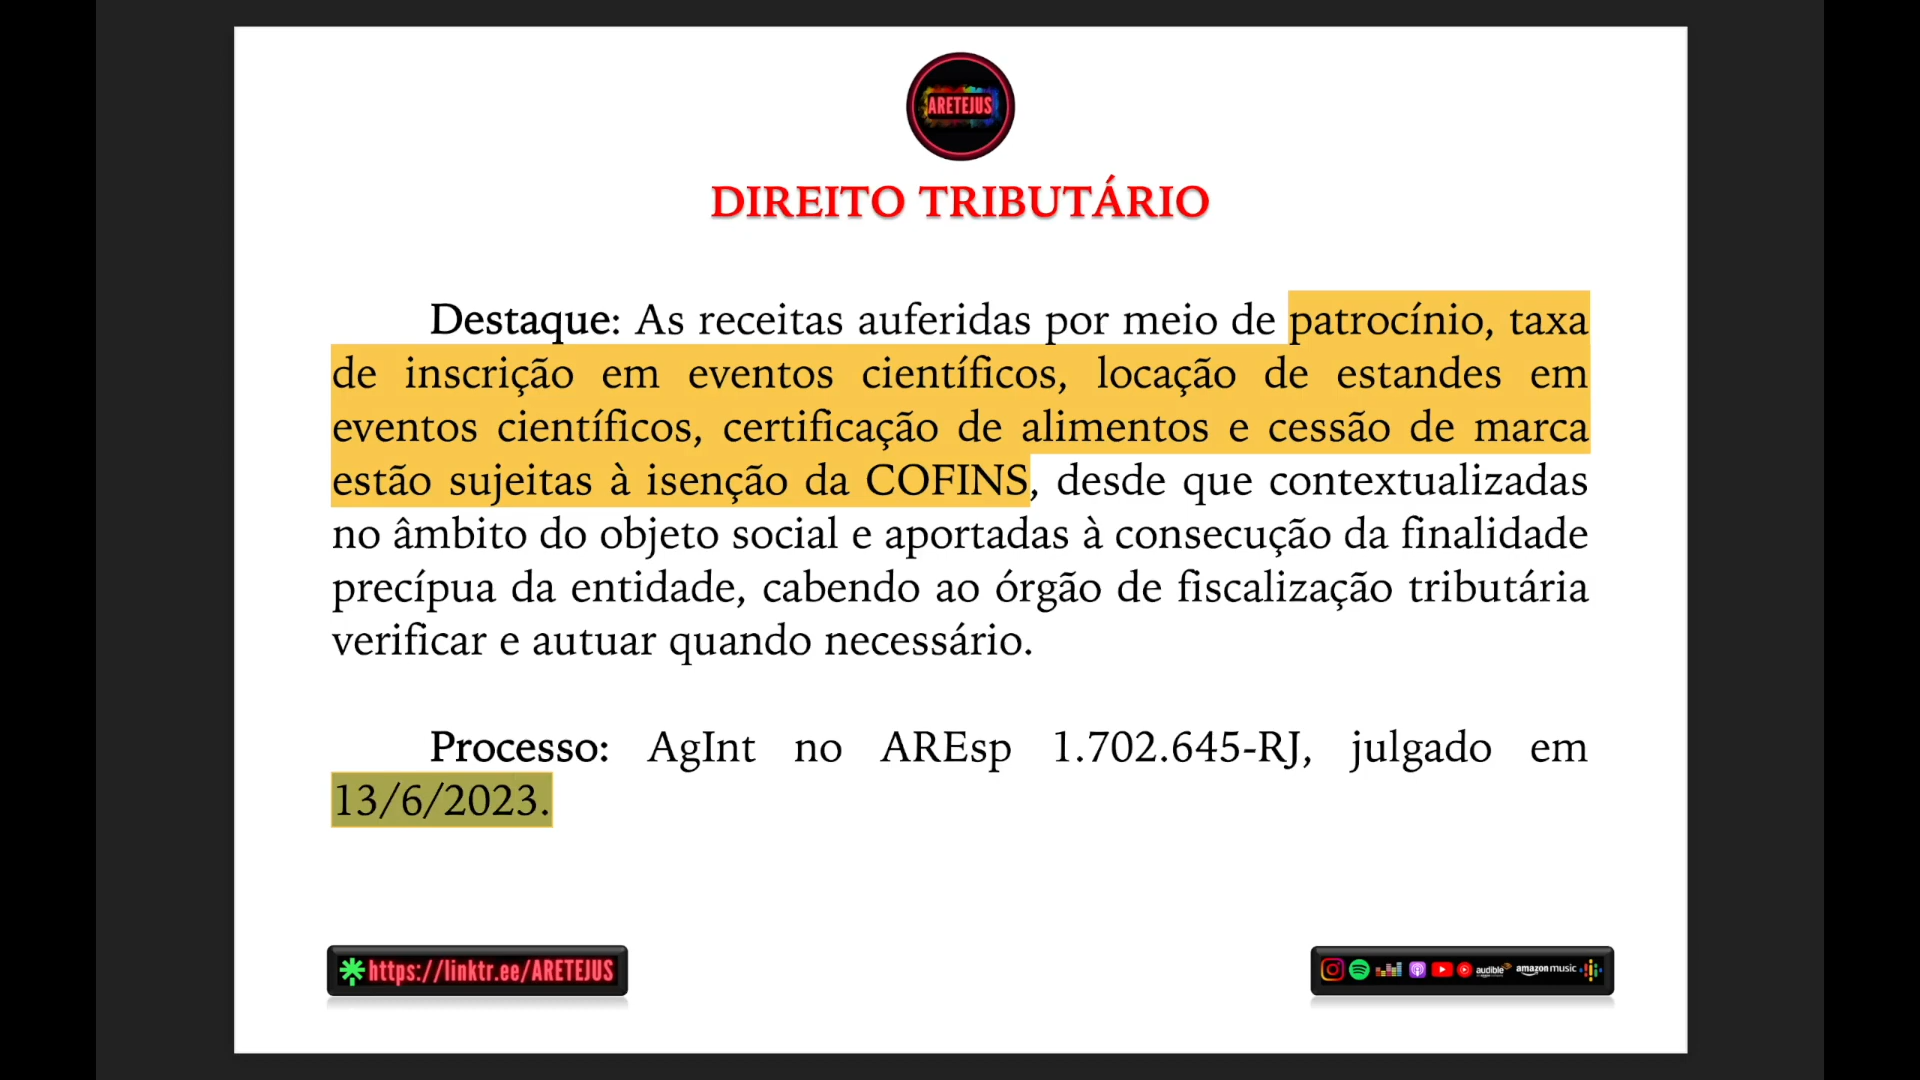 ARETEJUS
DIREITO TRIBUTÁRIO
Destaque: As receitas auferidas por meio de patrocínio, taxa
de inscrição em eventos científicos, locação de estandes em
eventos científicos, certificação de alimentos e cessão de marca
estão sujeitas à isenção da COFINS, desde que contextualizadas
no âmbito do objeto social e aportadas à consecução da finalidade
precípua da entidade, cabendo ao órgão de fiscalização tributária
verificar e autuar quando necessário.
Processo: AgInt no AREsp 1.702.645-RJ, julgado em
13/6/2023.
https://linktr.ee/ARETEJUS
audible amazon music